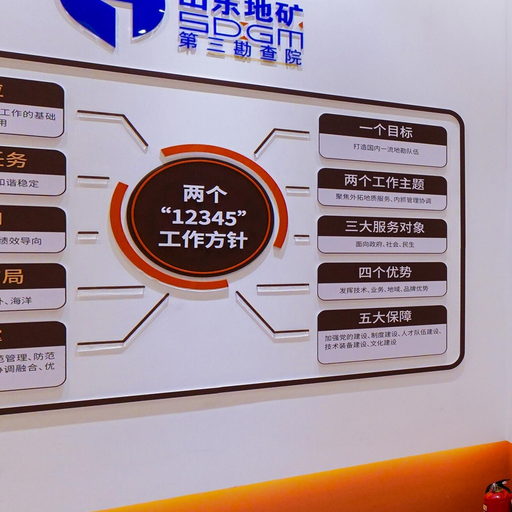 山东地矿
SDGM
第三勘查院
工作的基础
用
任务
和谐稳定
绩效导向
局
外、海洋
范管理、防范
协调融合、优
两个
“12345”
工作方针
一个目标
打造国内一流地勘队伍
两个工作主题
聚焦外拓地质服务、内抓管理协调
三大服务对象
面向政府、社会、民生
四个优势
发挥技术、业务、地域、品牌优势
五大保障
加强党的建设、制度建设、人才队伍建设、
技术装备建设、文化建设